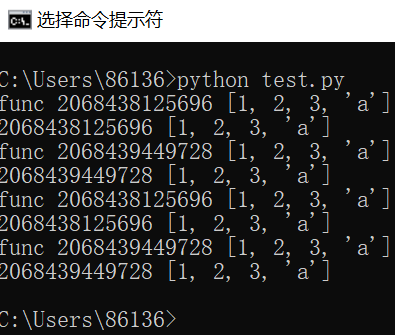 选择命令提示符
C:\Users\86136>python test.py
func 2068438125696 [1, 2, 3, 'a']
2068438125696 [1, 2, 3, 'a']
func 2068439449728 [1, 2, 3, 'a']
2068439449728 [1, 2, 3, 'a']
func 2068438125696 [1, 2, 3, 'a']
2068438125696 [1, 2, 3, 'a']
func 2068439449728 [1, 2, 3, 'a']
2068439449728 [1, 2, 3, 'a']
C:\Users\86136>